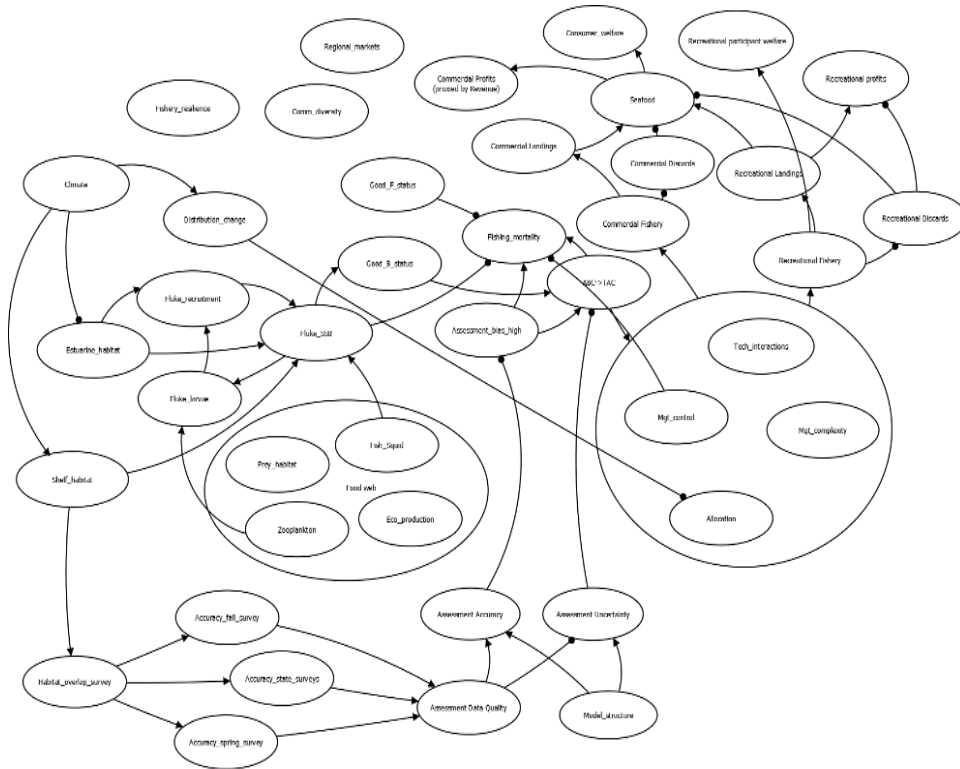 Consumer_welfare
Recreational participant welfare
Regional_markets
Commercial Profits
(proxied by Revenue)
Recreational profits
Seafood
Fishery_resilience
Comm_diversity
Commercial Landings
Commercial Discards
Recreational Landings
Climate
Good_F_status
Distribution_change
Fishing_mortality
Commercial Fishery
Recreational Discards
Good_B_status
Recreational Fishery
ABC->TAC
Fluke_recruitment
Fluke_SSB
Assessment_bias_high
Estuarine_habitat
Tech_interactions
Fluke_larvae
Mgt_control
Mgt_complexity
Fish_Squid
Prey_habitat
Shelf_habitat
Food web
Zooplankton
Eco_production
Allocation
Accuracy_fall_survey
Assessment Accuracy
Assessment Uncertainty
Habitat_overlap_survey
Accuracy_state_surveys
Assessment Data Quality
Model_structure
Accuracy_spring_survey